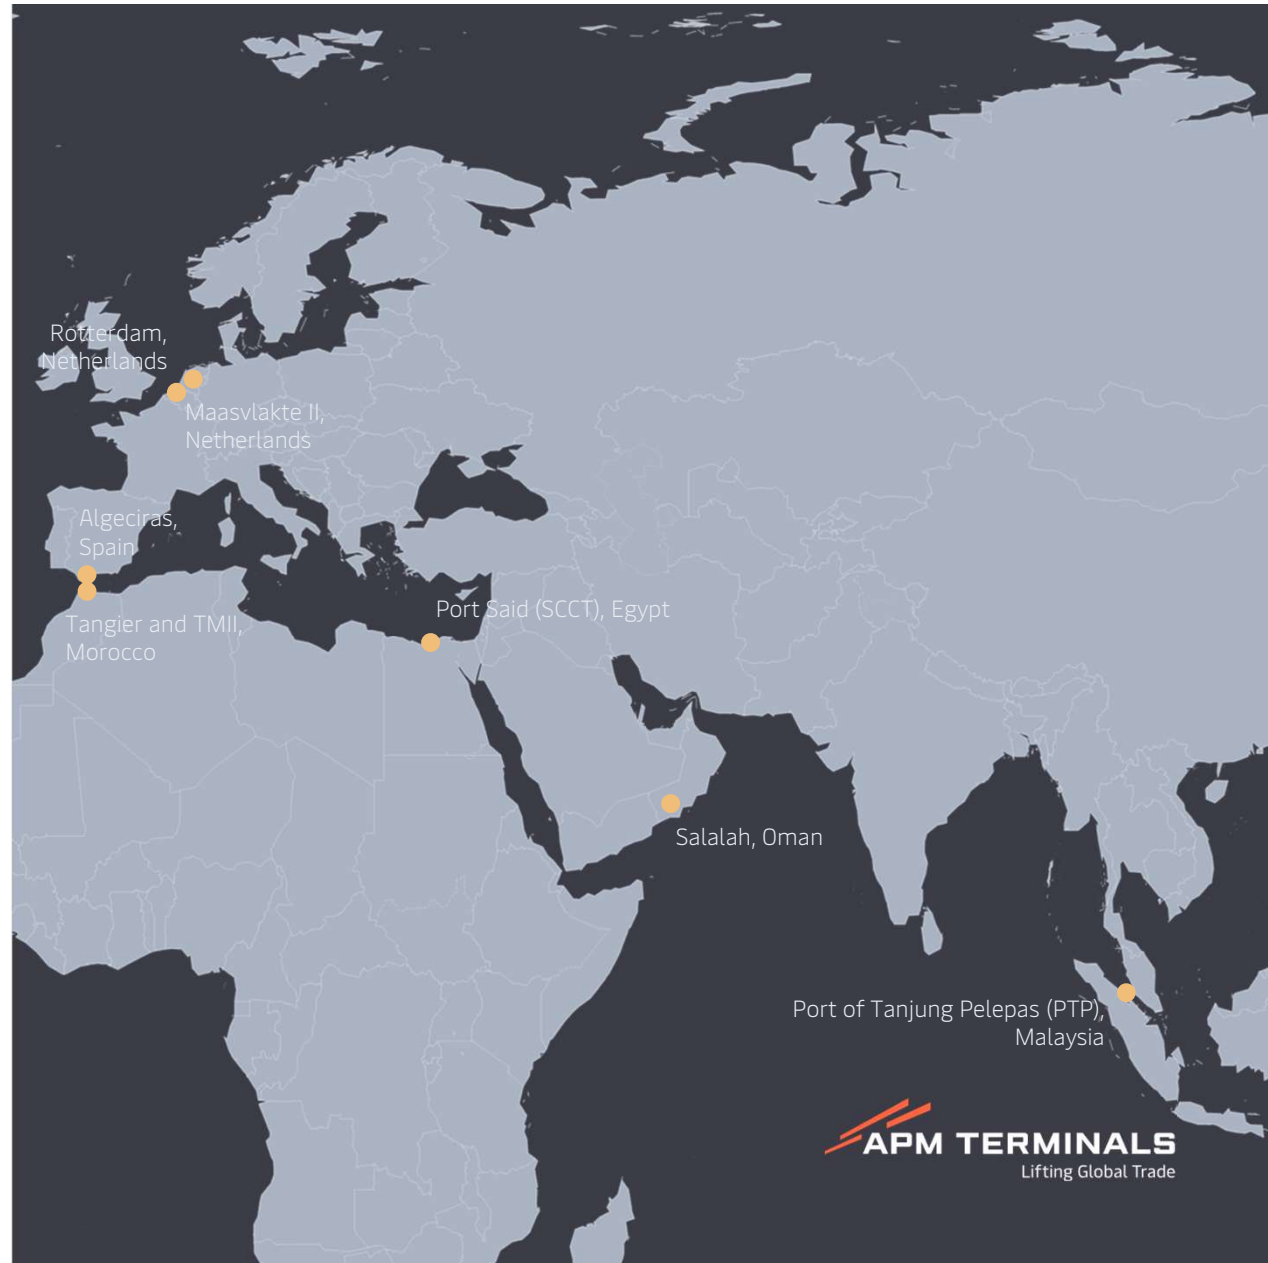 Rotterdam,
Netherlands
Maasvlakte II,
Netherlands
Algeciras,
Spain
Port Said (SCCT), Egypt
Tangier and TMII,
Morocco
Salalah, Oman
Port of Tanjung Pelepas (PTP),
Malaysia
APM TERMINALS
Lifting Global Trade